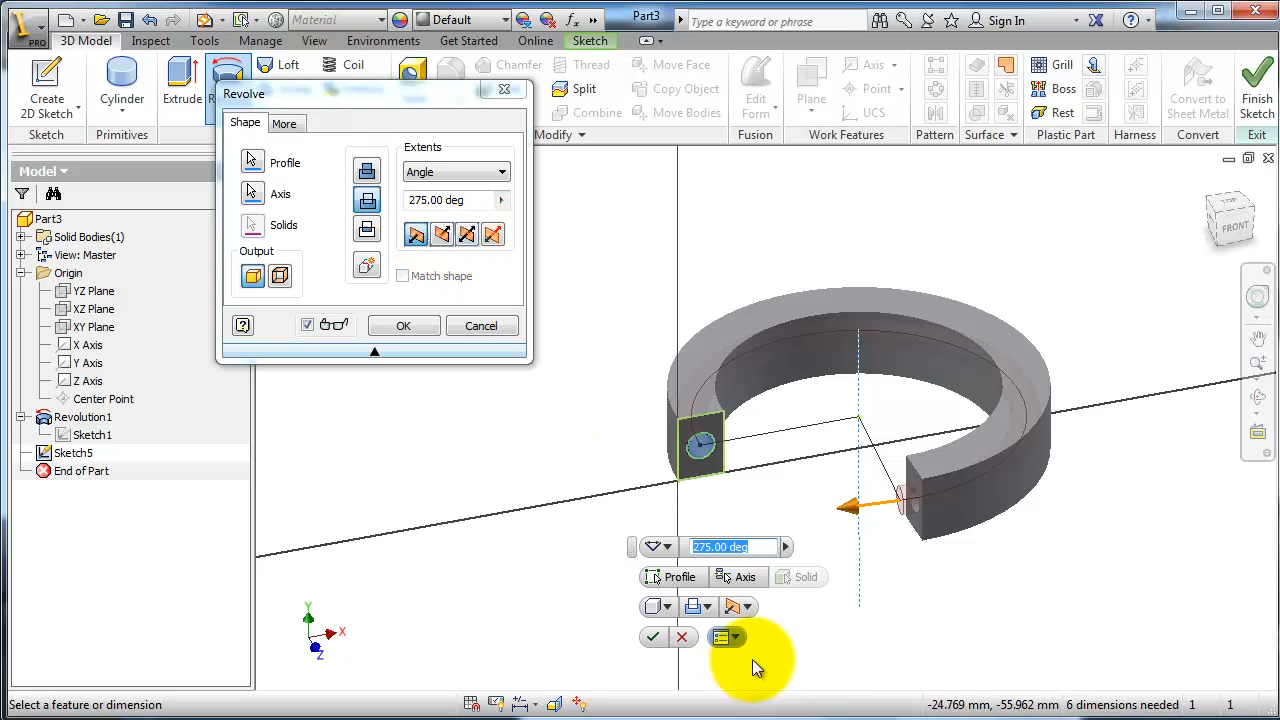 Material
Default
Part3
Type a keyword or phrase
Sign In
PRO
3D Model
Inspect
Tools
Manage
View
Environments
Get Started
Online
Sketch
Create
2D Sketch
Cylinder
Extrude
Loft
Coil
Chamfer
Thread
Split
Combine
Move Face
Copy Object
Move Bodies
Edit
Form
Plane
Axis
Point
UCS
Grill
Boss
Rest
Convert to
Sheet Metal
Finish
Sketch
Sketch
Primitives
Modify
Fusion
Work Features
Pattern
Surface
Plastic Part
Harness
Convert
Exit
Revolve
Shape
More
Profile
Axis
Solids
Output
Extents
Angle
275.00 deg
Match shape
OK
Cancel
Model
Part3
Solid Bodies(1)
View: Master
Origin
YZ Plane
XZ Plane
XY Plane
X Axis
Y Axis
Z Axis
Center Point
Revolution1
Sketch1
Sketch5
End of Part
FRONT
275.00 deg
Profile
Axis
Solid
Y
X
Z
Select a feature or dimension
-24.769 mm, -55.962 mm
6 dimensions needed
1
1